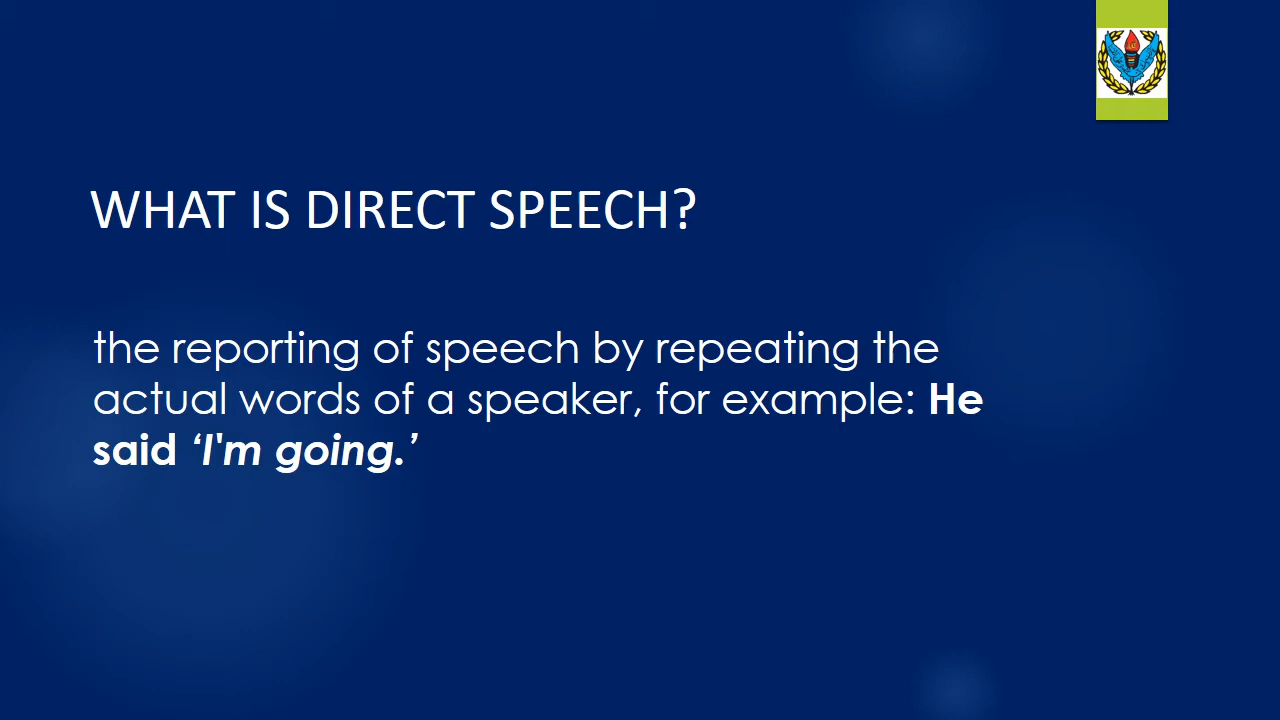 WHAT IS DIRECT SPEECH?
the reporting of speech by repeating the
actual words of a speaker, for example: He
said ‘I'm going.’